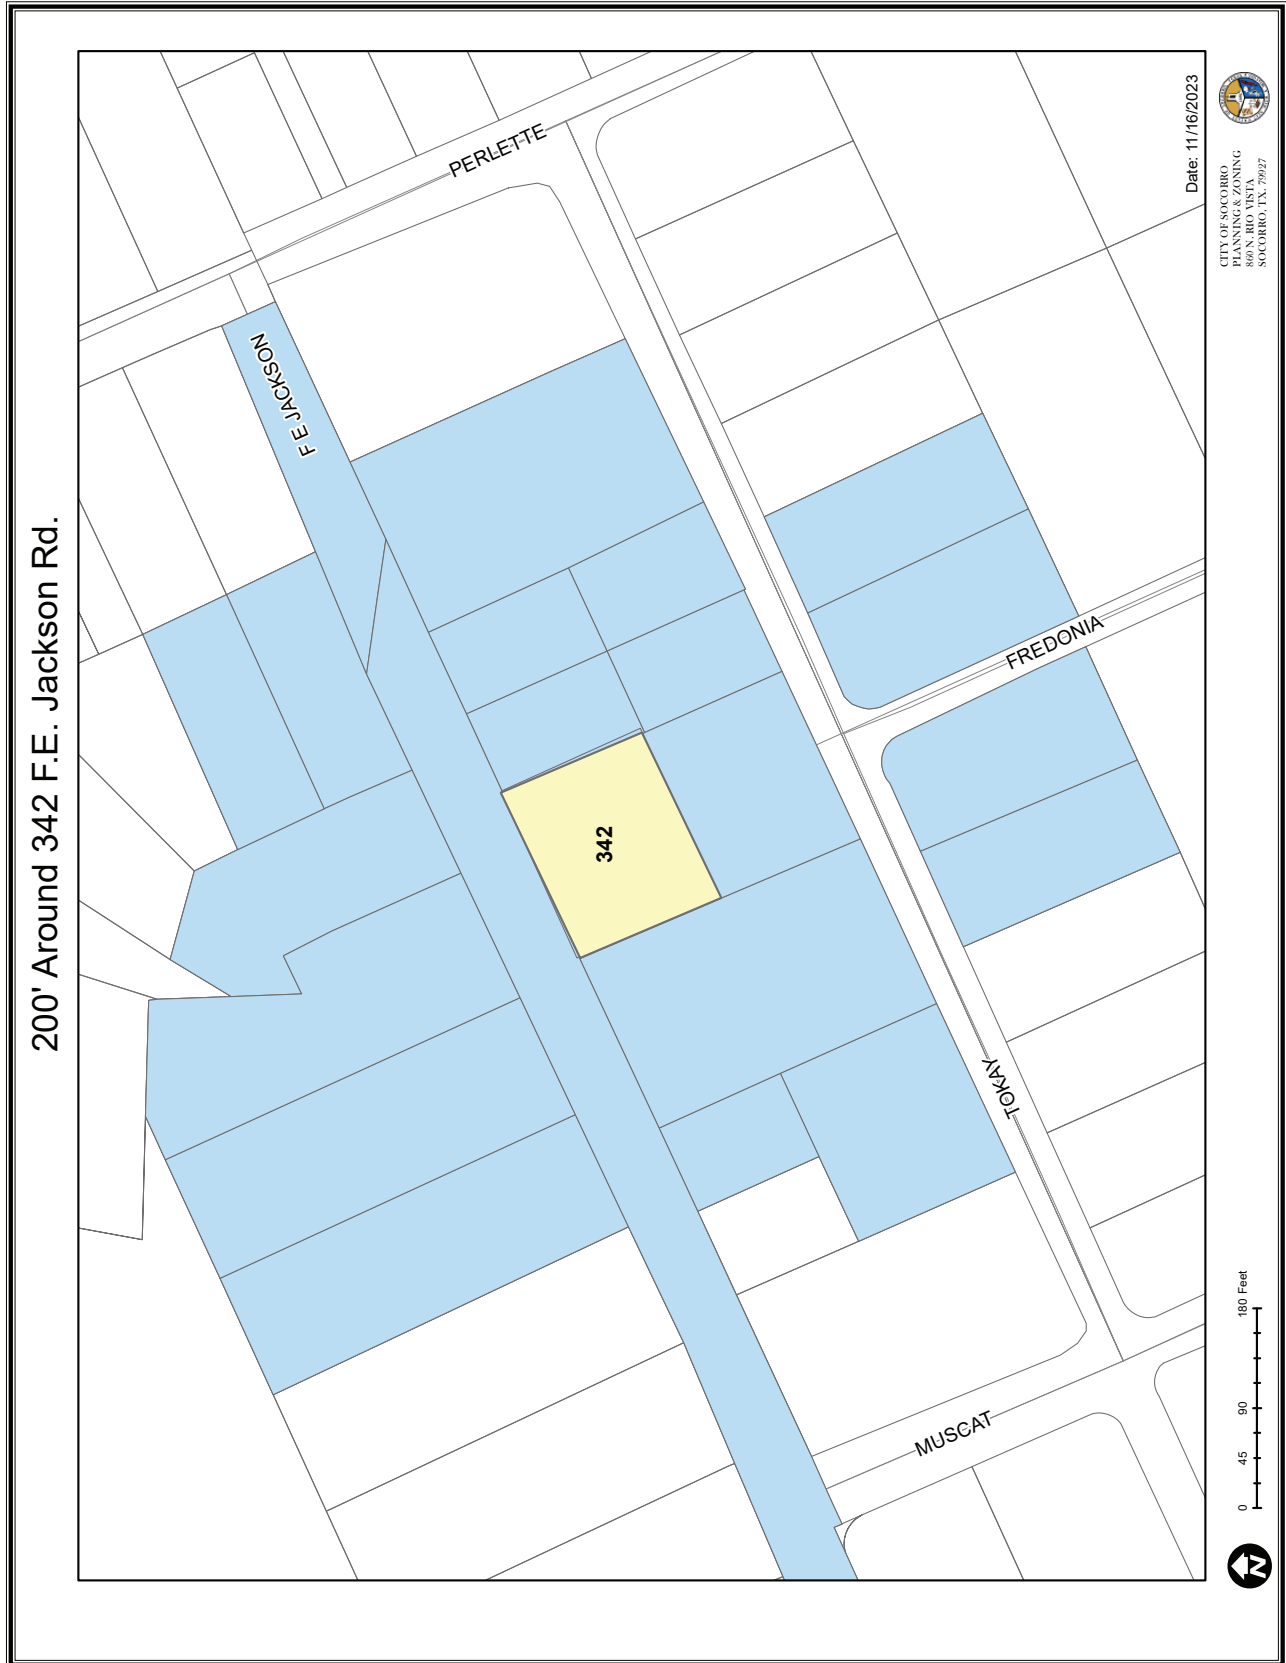 200' Around 342 F.E. Jackson Rd.
PERLETTE
F E JACKSON
342
FREDONIA
TOKAY
MUSCAT
Date: 11/16/2023
CITY OF SOCORRO
PLANNING & ZONING
860 N. RIO VISTA
SOCORRO, TX. 79927
0 45 90 180 Feet
N